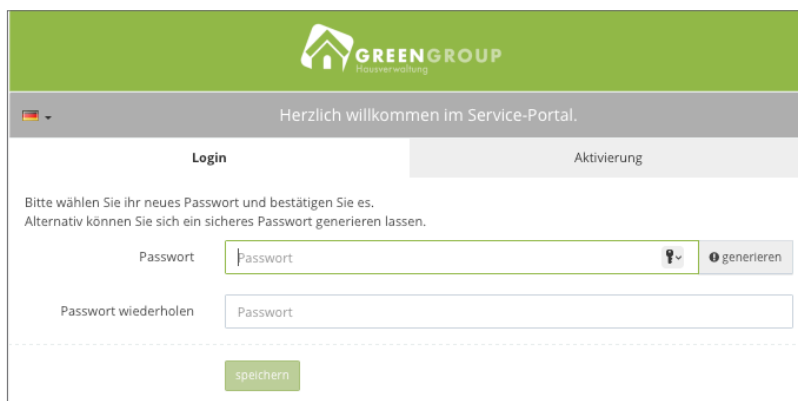 GREENGROUP
Hausverwaltung
Herzlich willkommen im Service-Portal.
Login
Aktivierung
Bitte wählen Sie ihr neues Passwort und bestätigen Sie es.
Alternativ können Sie sich ein sicheres Passwort generieren lassen.
Passwort
Passwort
generieren
Passwort wiederholen
Passwort
speichern